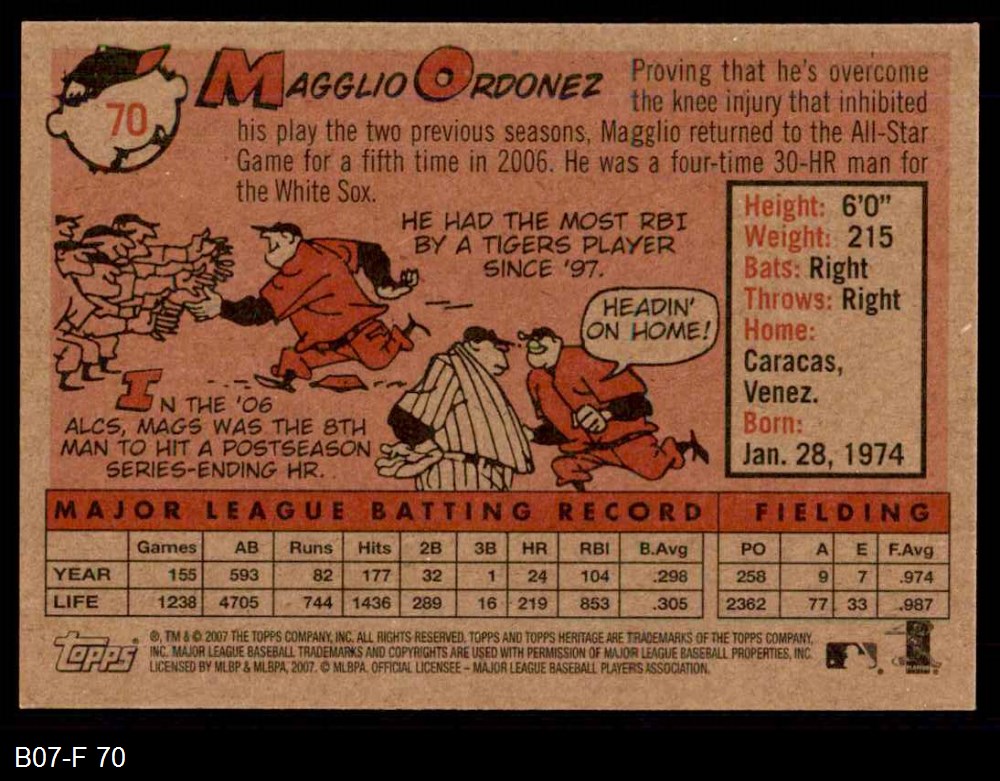 70
MAGGLIO ORDONEZ
Proving that he's overcome
the knee injury that inhibited
his play the two previous seasons, Magglio returned to the All-Star
Game for a fifth time in 2006. He was a four-time 30-HR man for
the White Sox.
HE HAD THE MOST RBI
BY A TIGERS PLAYER
SINCE '97.
HEADIN'
ON HOME!
IN THE '06
ALCS, MAGS WAS THE 8TH
MAN TO HIT A POSTSEASON
SERIES-ENDING HR.
Height: 6'0"
Weight: 215
Bats: Right
Throws: Right
Home:
Caracas,
Venez.
Born:
Jan. 28, 1974
MAJOR LEAGUE BATTING RECORD FIELDING
Games AB Runs Hits 2B 3B HR RBI B.Avg PO A E F.Avg
YEAR 155 593 82 177 32 1 24 104 .298 258 9 7 .974
LIFE 1238 4705 744 1436 289 16 219 853 .305 2362 77 33 .987
Topps
®, TM & © 2007 THE TOPPS COMPANY, INC. ALL RIGHTS RESERVED. TOPPS AND TOPPS HERITAGE ARE TRADEMARKS OF THE TOPPS COMPANY,
INC. MAJOR LEAGUE BASEBALL TRADEMARKS AND COPYRIGHTS ARE USED WITH PERMISSION OF MAJOR LEAGUE BASEBALL PROPERTIES, INC.
LICENSED BY MLBP & MLBPA, 2007. © MLBPA. OFFICIAL LICENSEE – MAJOR LEAGUE BASEBALL PLAYERS ASSOCIATION.
B07-F 70